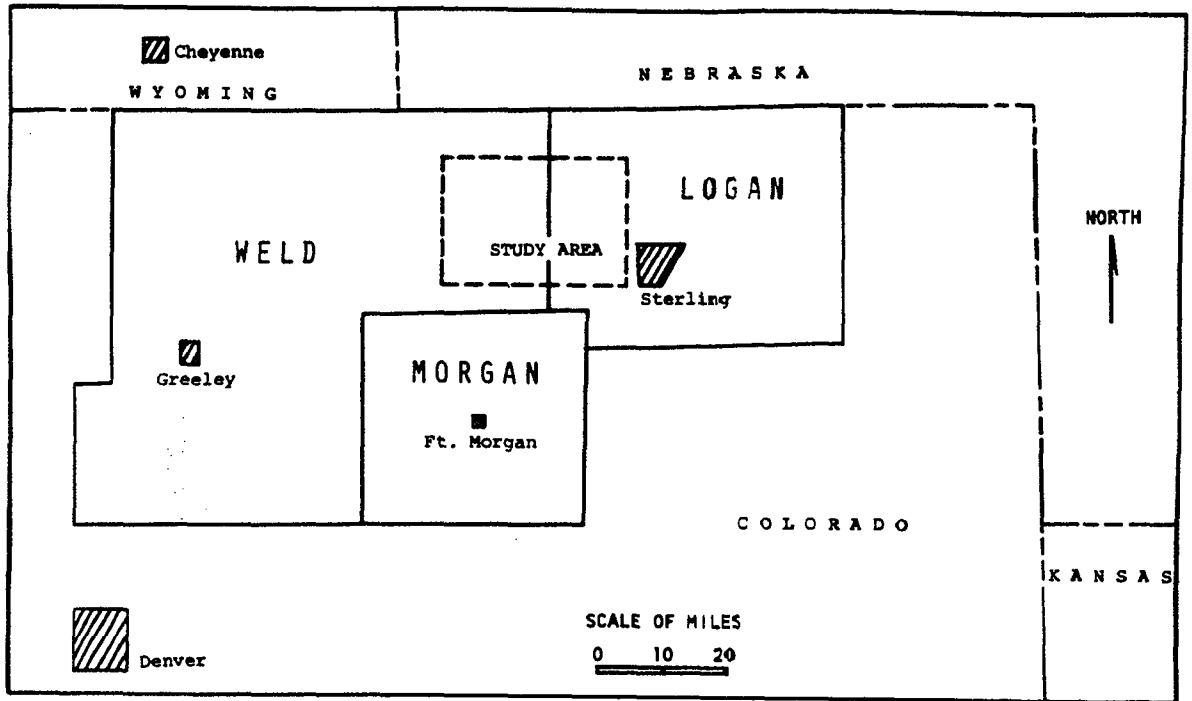 Cheyenne
WYOMING
NEBRASKA
LOGAN
WELD
STUDY AREA
NORTH
Sterling
Greeley
MORGAN
Ft. Morgan
COLORADO
KANSAS
SCALE OF MILES
0 10 20
Denver